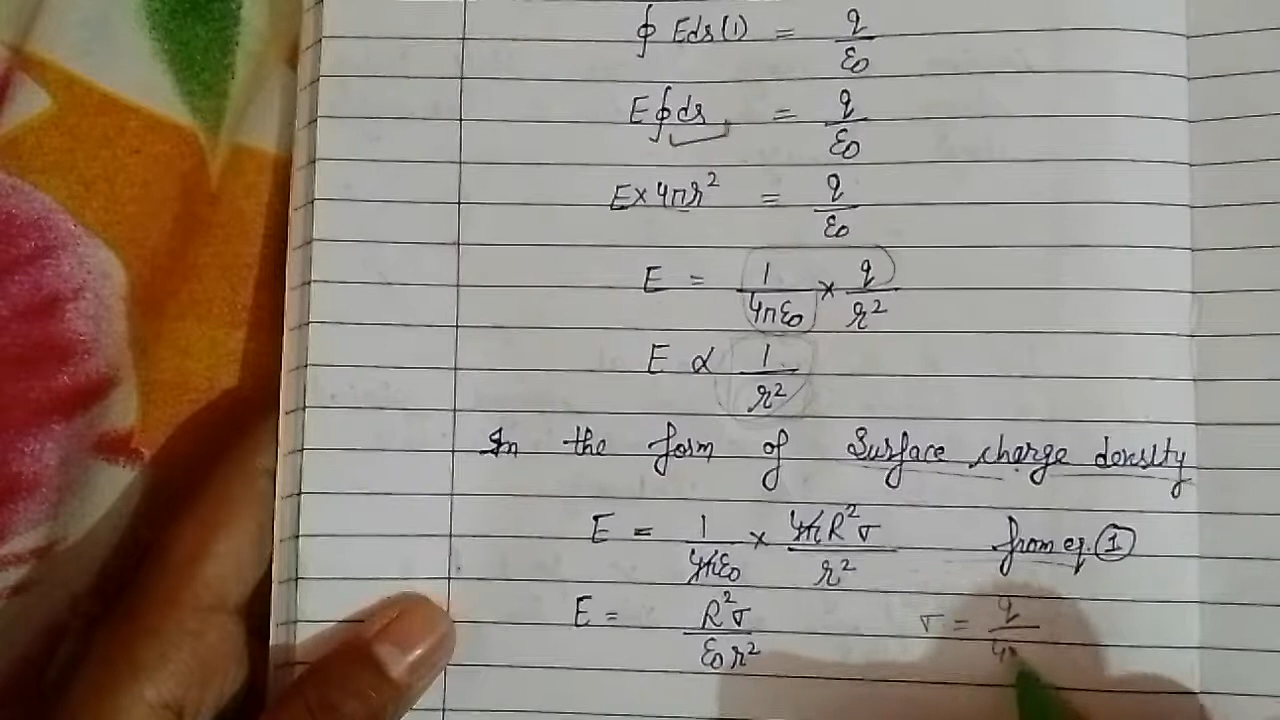 ∮ Eds(1) = q/ε0
E∮ds = q/ε0
E×4πr² = q/ε0
E = 1/4πε0 × q/r²
E ∝ 1/r²
In the form of Surface charge density
E = 1/4πε0 × 4πR²σ/r² from eq. ①
E = R²σ/ε0r² σ = q/4π